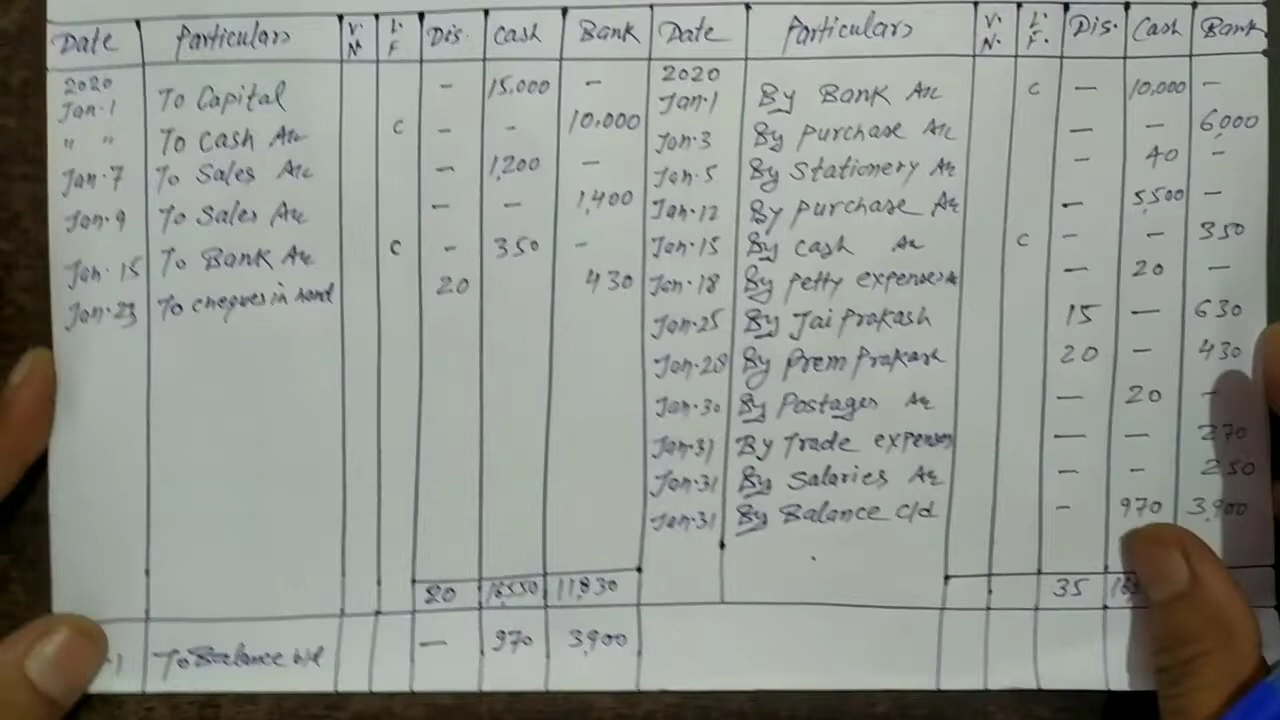 Date Particulars V. N L. F Dis. Cash Bank Date Particulars V. N. L. F. Dis. Cash Bank
2020 Jan.1 To Capital - 15,000 - 2020 Jan.1 By Bank A/c C - 10,000 -
" " To Cash A/c C - - 10,000 Jan.3 By purchase A/c - - 6,000
Jan.7 To Sales A/c - 1,200 - Jan.5 By Stationery A/c - 40 -
Jan.9 To Sales A/c - - 1,400 Jan.12 By purchase A/c - 5,500 -
Jan.15 To Bank A/c C - 350 - Jan.15 By cash A/c C - - 350
Jan.23 To cheques in hand 20 430 Jan.18 By petty expenses A/c - 20 -
Jan.25 By Jai prakash 15 - 630
Jan.28 By Prem prakash 20 - 430
Jan.30 By Postages A/c - 20 -
Jan.31 By Trade expenses - - 270
Jan.31 By Salaries A/c - - 250
Jan.31 By Balance c/d - 970 3,900
20 16,550 11,830 35
To Balance b/d - 970 3,900